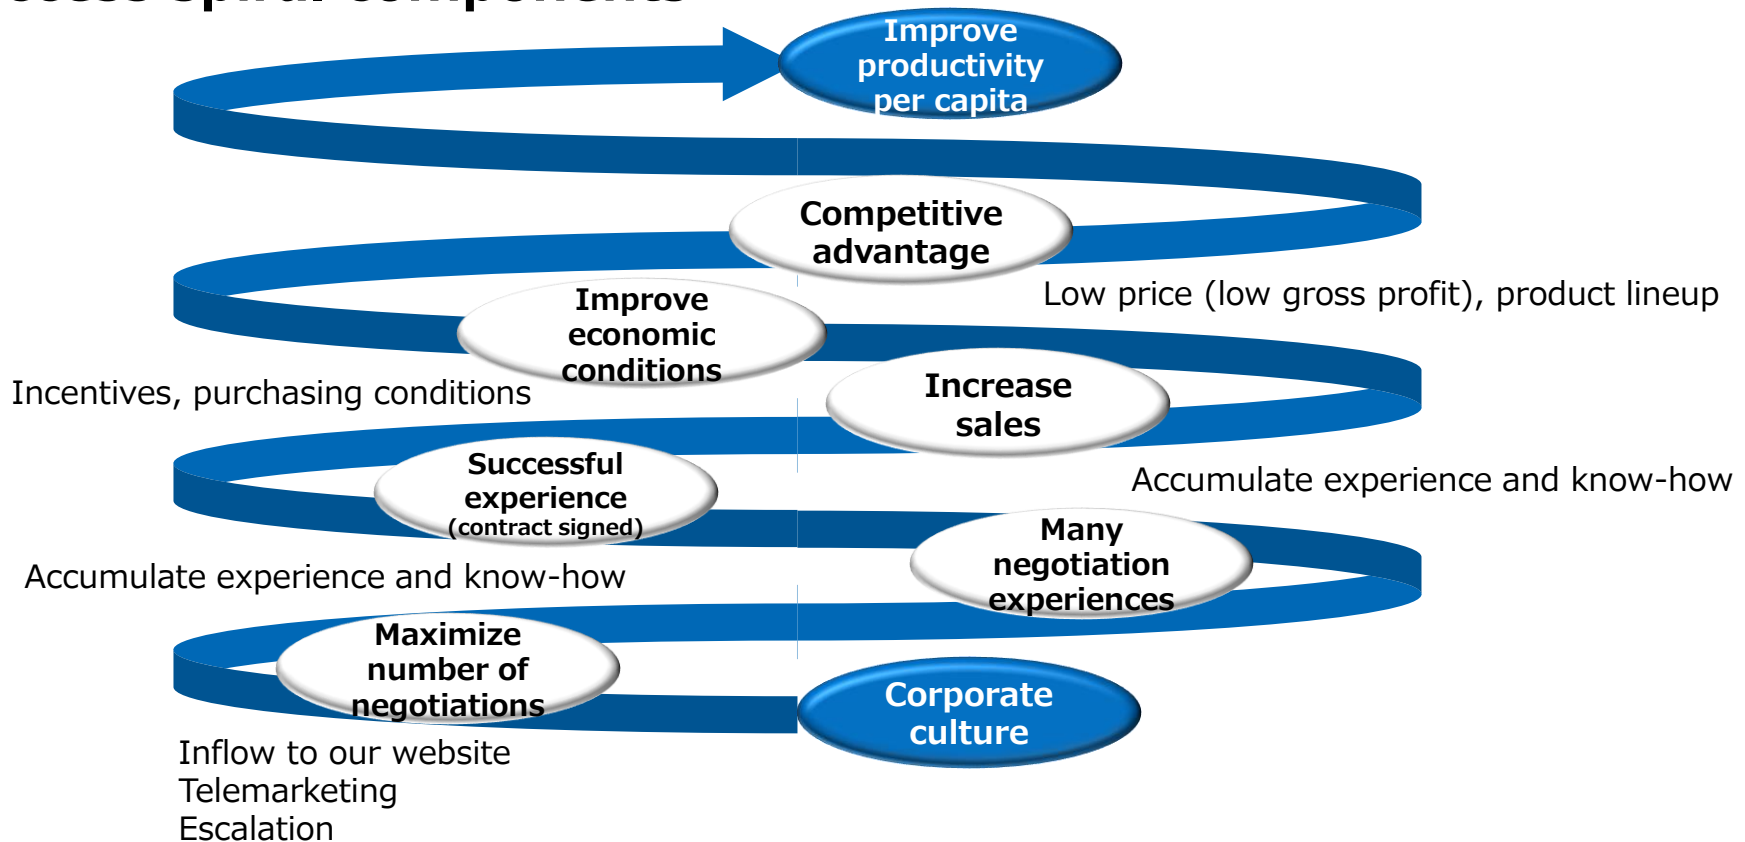 spiral components
Improve
productivity
per capita
Competitive
advantage
Low price (low gross profit), product lineup
Improve
economic
conditions
Incentives, purchasing conditions
Increase
sales
Successful
experience
(contract signed)
Accumulate experience and know-how
Many
negotiation
experiences
Accumulate experience and know-how
Maximize
number of
negotiations
Corporate
culture
Inflow to our website
Telemarketing
Escalation